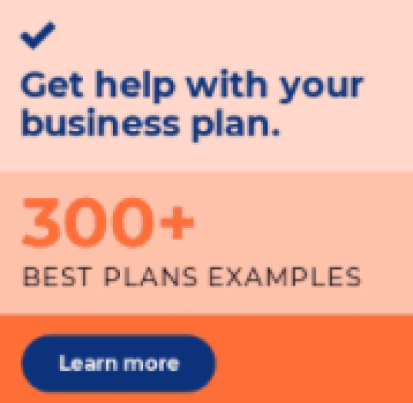 Get help with your
business plan.
300+
BEST PLANS EXAMPLES
Learn more